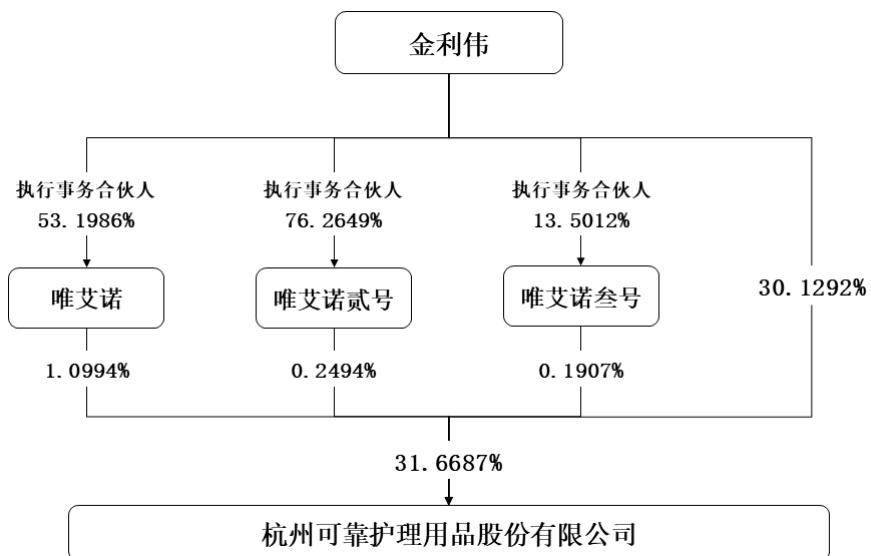 金利伟
执行事务合伙人 执行事务合伙人 执行事务合伙人
53.1986% 76.2649% 13.5012%
唯艾诺 唯艾诺贰号 唯艾诺叁号
30.1292%
1.0994% 0.2494% 0.1907%
31.6687%
杭州可靠护理用品股份有限公司